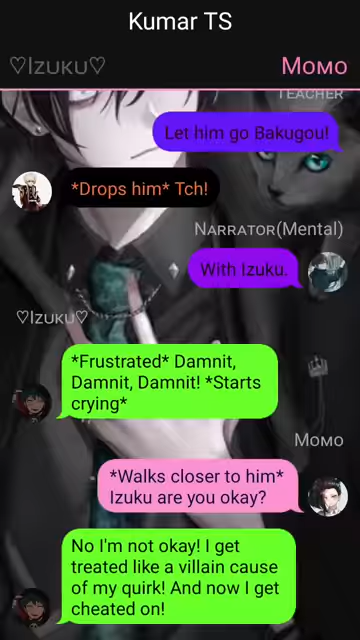 Kumar TS
♡Izuku♡
Momo
Teacher
Let him go Bakugou!
*Drops him* Tch!
Narrator(Mental)
With Izuku.
♡Izuku♡
*Frustrated* Damnit,
Damnit, Damnit! *Starts
crying*
Momo
*Walks closer to him*
Izuku are you okay?
No I'm not okay! I get
treated like a villain cause
of my quirk! And now I get
cheated on!